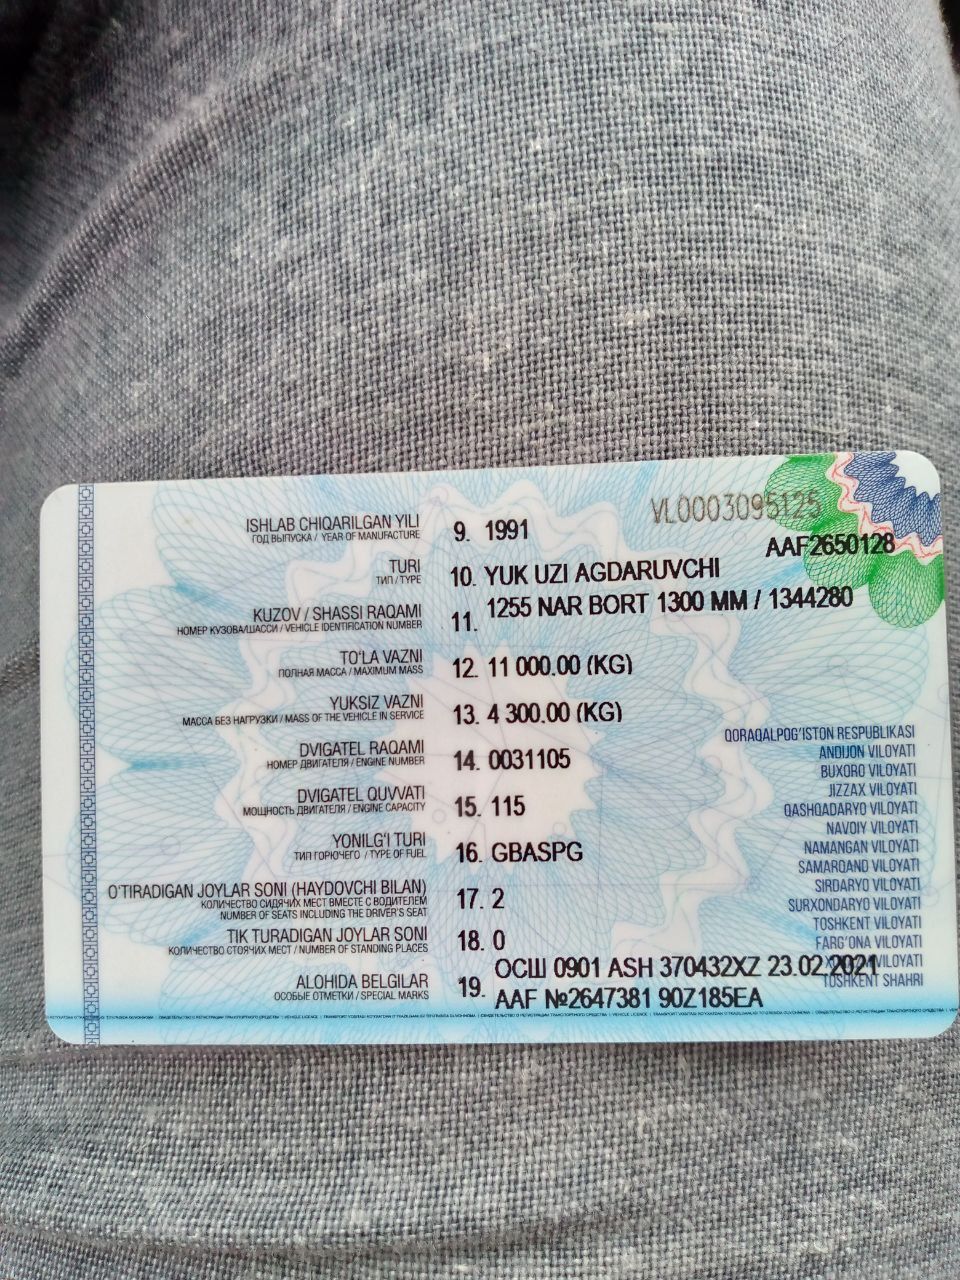 VL0003095125
AAF2650128
ISHLAB CHIQARILGAN YILI 9. 1991
ГОД ВЫПУСКА / YEAR OF MANUFACTURE
TURI 10. YUK UZI AGDARUVCHI
ТИП / TYPE
KUZOV / SHASSI RAQAMI 11. 1255 NAR BORT 1300 MM / 1344280
НОМЕР КУЗОВА/ШАССИ / VEHICLE IDENTIFICATION NUMBER
TO'LA VAZNI 12. 11 000.00 (KG)
ПОЛНАЯ МАССА / MAXIMUM MASS
YUKSIZ VAZNI 13. 4 300.00 (KG)
МАССА БЕЗ НАГРУЗКИ / MASS OF THE VEHICLE IN SERVICE
DVIGATEL RAQAMI 14. 0031105
НОМЕР ДВИГАТЕЛЯ / ENGINE NUMBER
DVIGATEL QUVVATI 15. 115
МОЩНОСТЬ ДВИГАТЕЛЯ / ENGINE CAPACITY
YONILG'I TURI 16. GBASPG
ТИП ГОРЮЧЕГО / TYPE OF FUEL
O'TIRADIGAN JOYLAR SONI (HAYDOVCHI BILAN) 17. 2
КОЛИЧЕСТВО СИДЯЧИХ МЕСТ ВМЕСТЕ С ВОДИТЕЛЕМ
NUMBER OF SEATS INCLUDING THE DRIVER'S SEAT
TIK TURADIGAN JOYLAR SONI 18. 0
КОЛИЧЕСТВО СТОЯЧИХ МЕСТ / NUMBER OF STANDING PLACES
ALOHIDA BELGILAR 19. ОСШ 0901 ASH 370432XZ 23.02.2021
ОСОБЫЕ ОТМЕТКИ / SPECIAL MARKS
AAF №2647381 90Z185EA
QORAQALPOG'ISTON RESPUBLIKASI
ANDIJON VILOYATI
BUXORO VILOYATI
JIZZAX VILOYATI
QASHQADARYO VILOYATI
NAVOIY VILOYATI
NAMANGAN VILOYATI
SAMARQAND VILOYATI
SIRDARYO VILOYATI
SURXONDARYO VILOYATI
TOSHKENT VILOYATI
FARG'ONA VILOYATI
VILOYATI
TOSHKENT SHAHRI